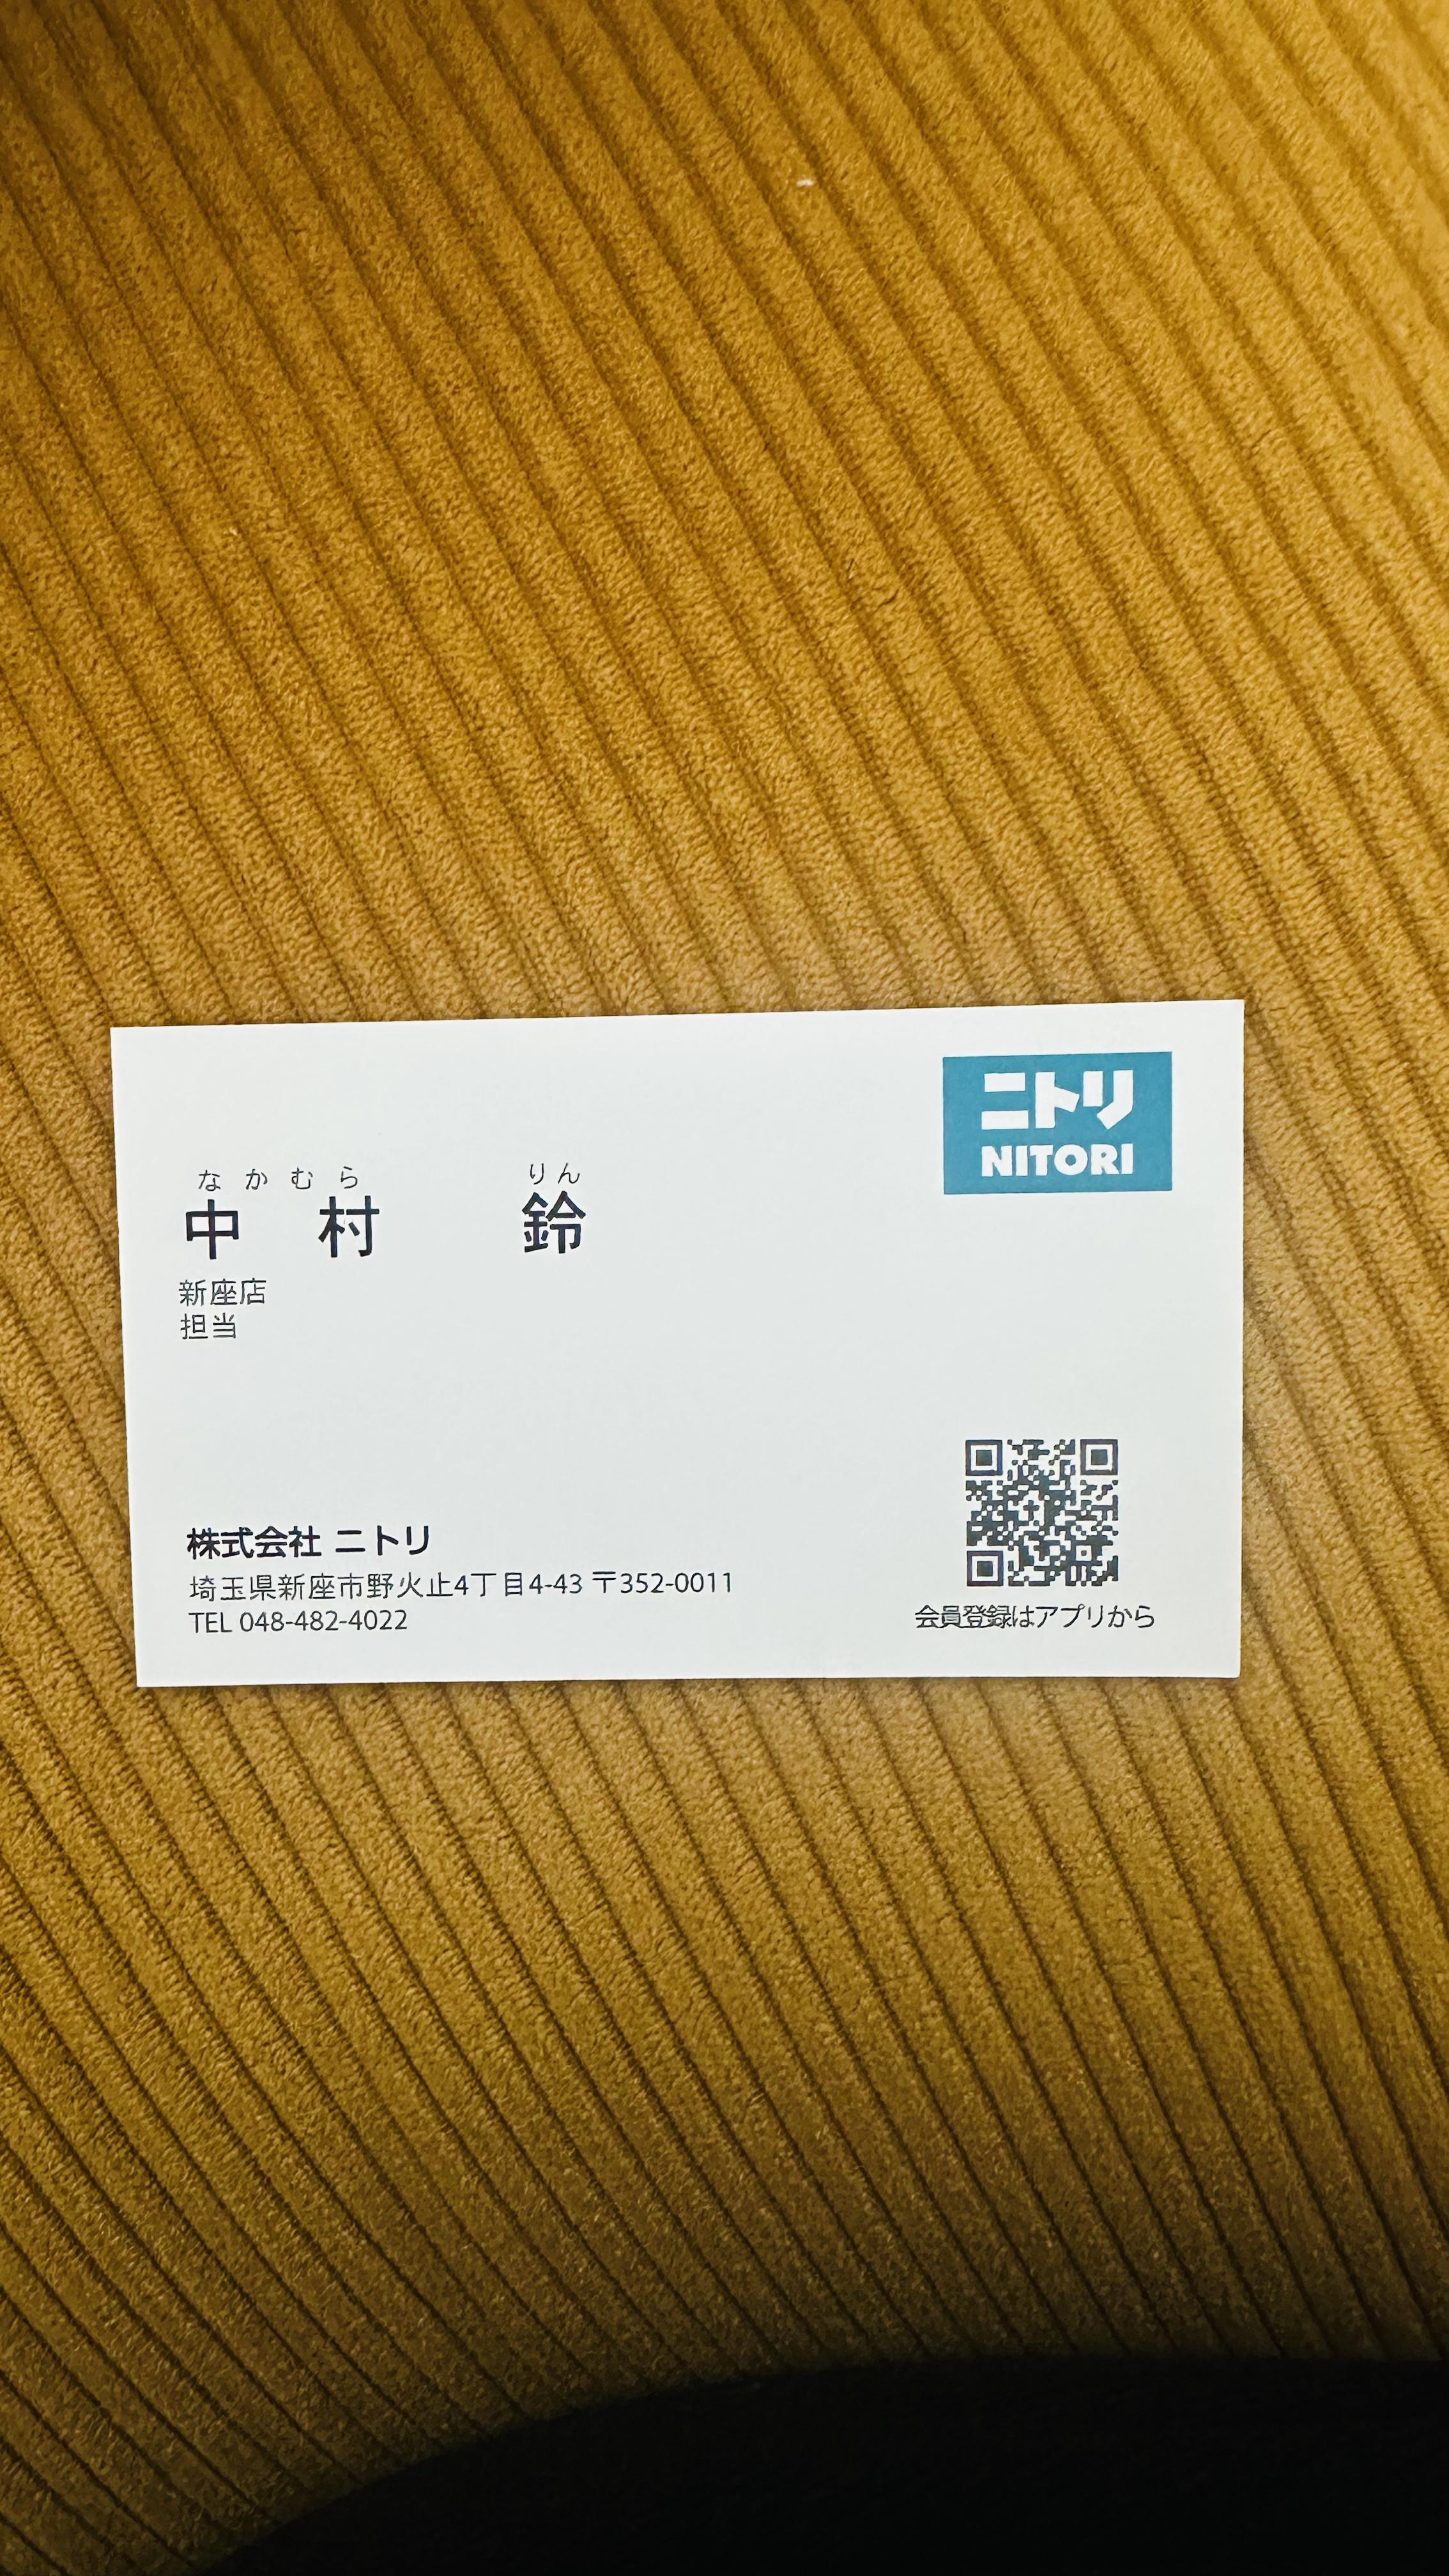 ニトリ
NITORI
なかむら りん
中村 鈴
新座店
担当
株式会社 ニトリ
埼玉県新座市野火止4丁目4-43 〒352-0011
TEL 048-482-4022
会員登録はアプリから